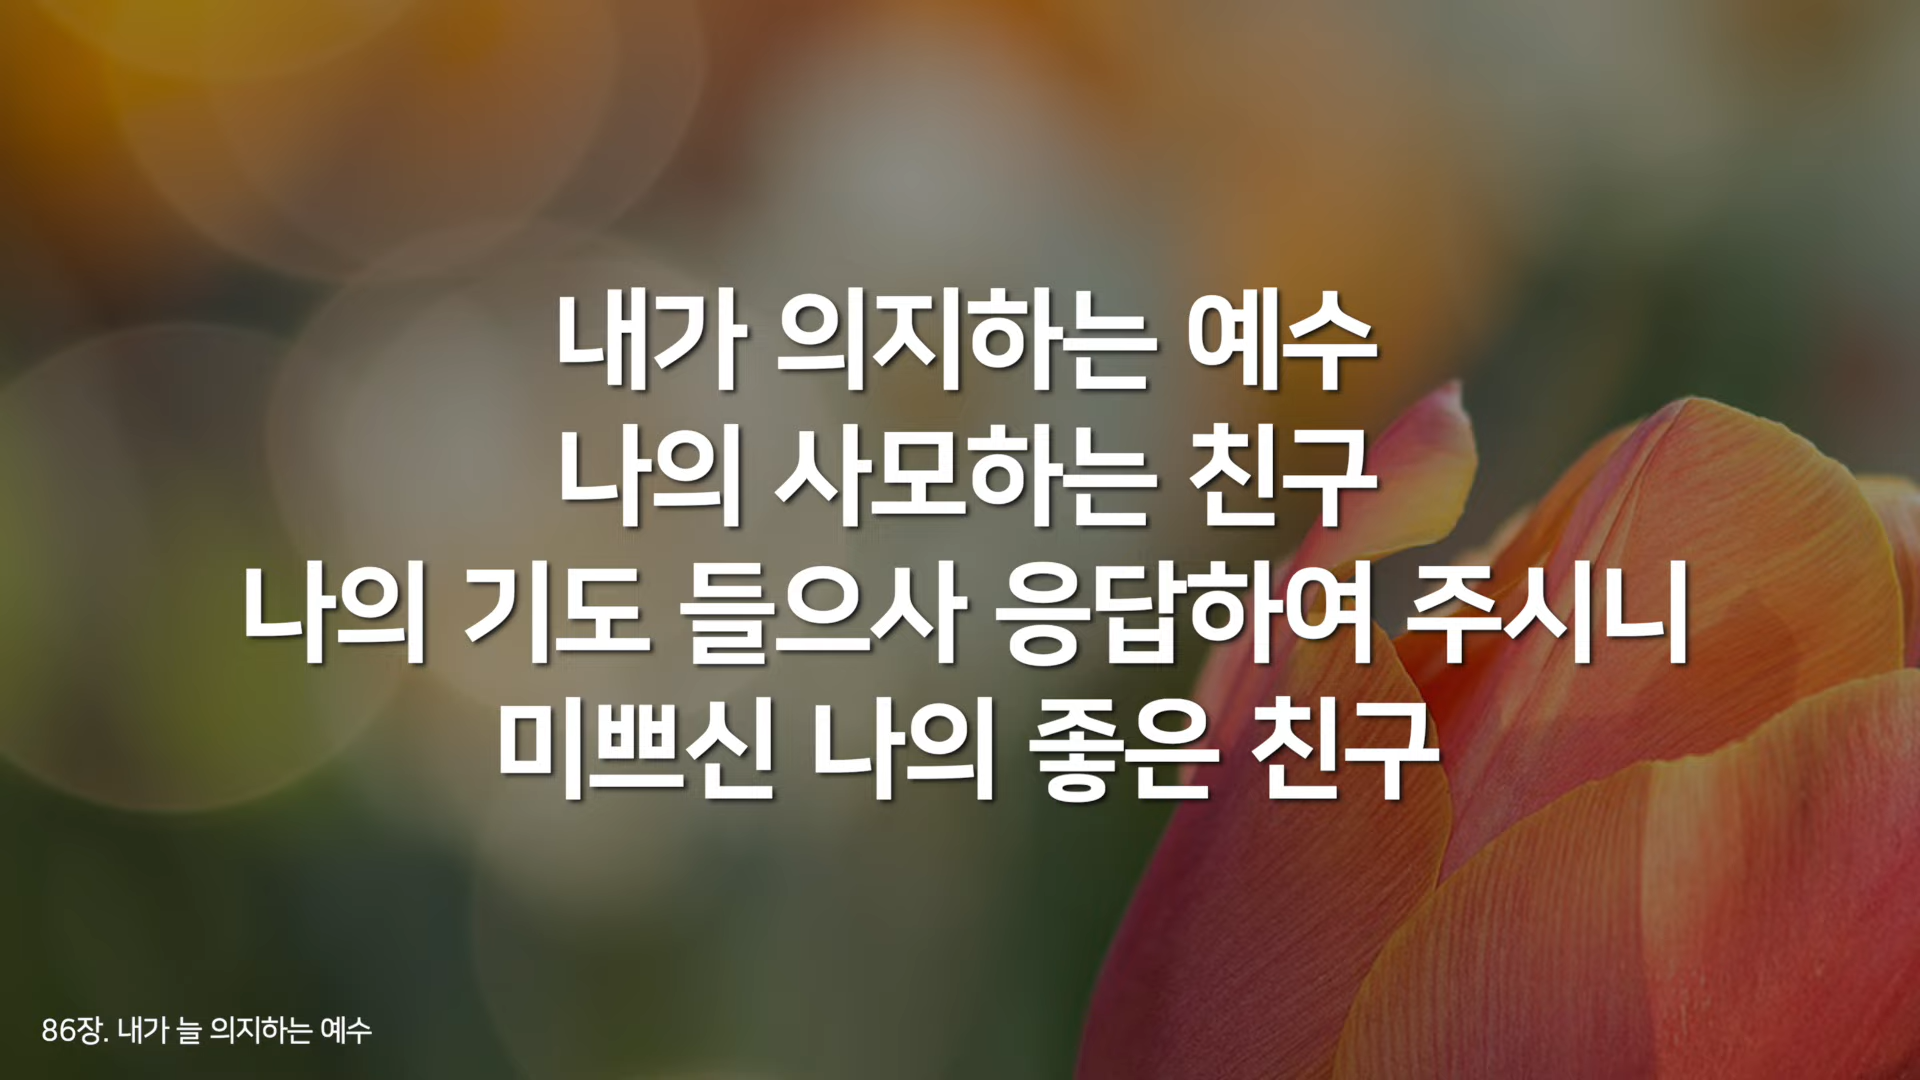 내가 의지하는 예수
나의 사모하는 친구
나의 기도 들으사 응답하여 주시니
미쁘신 나의 좋은 친구
86장. 내가 늘 의지하는 예수